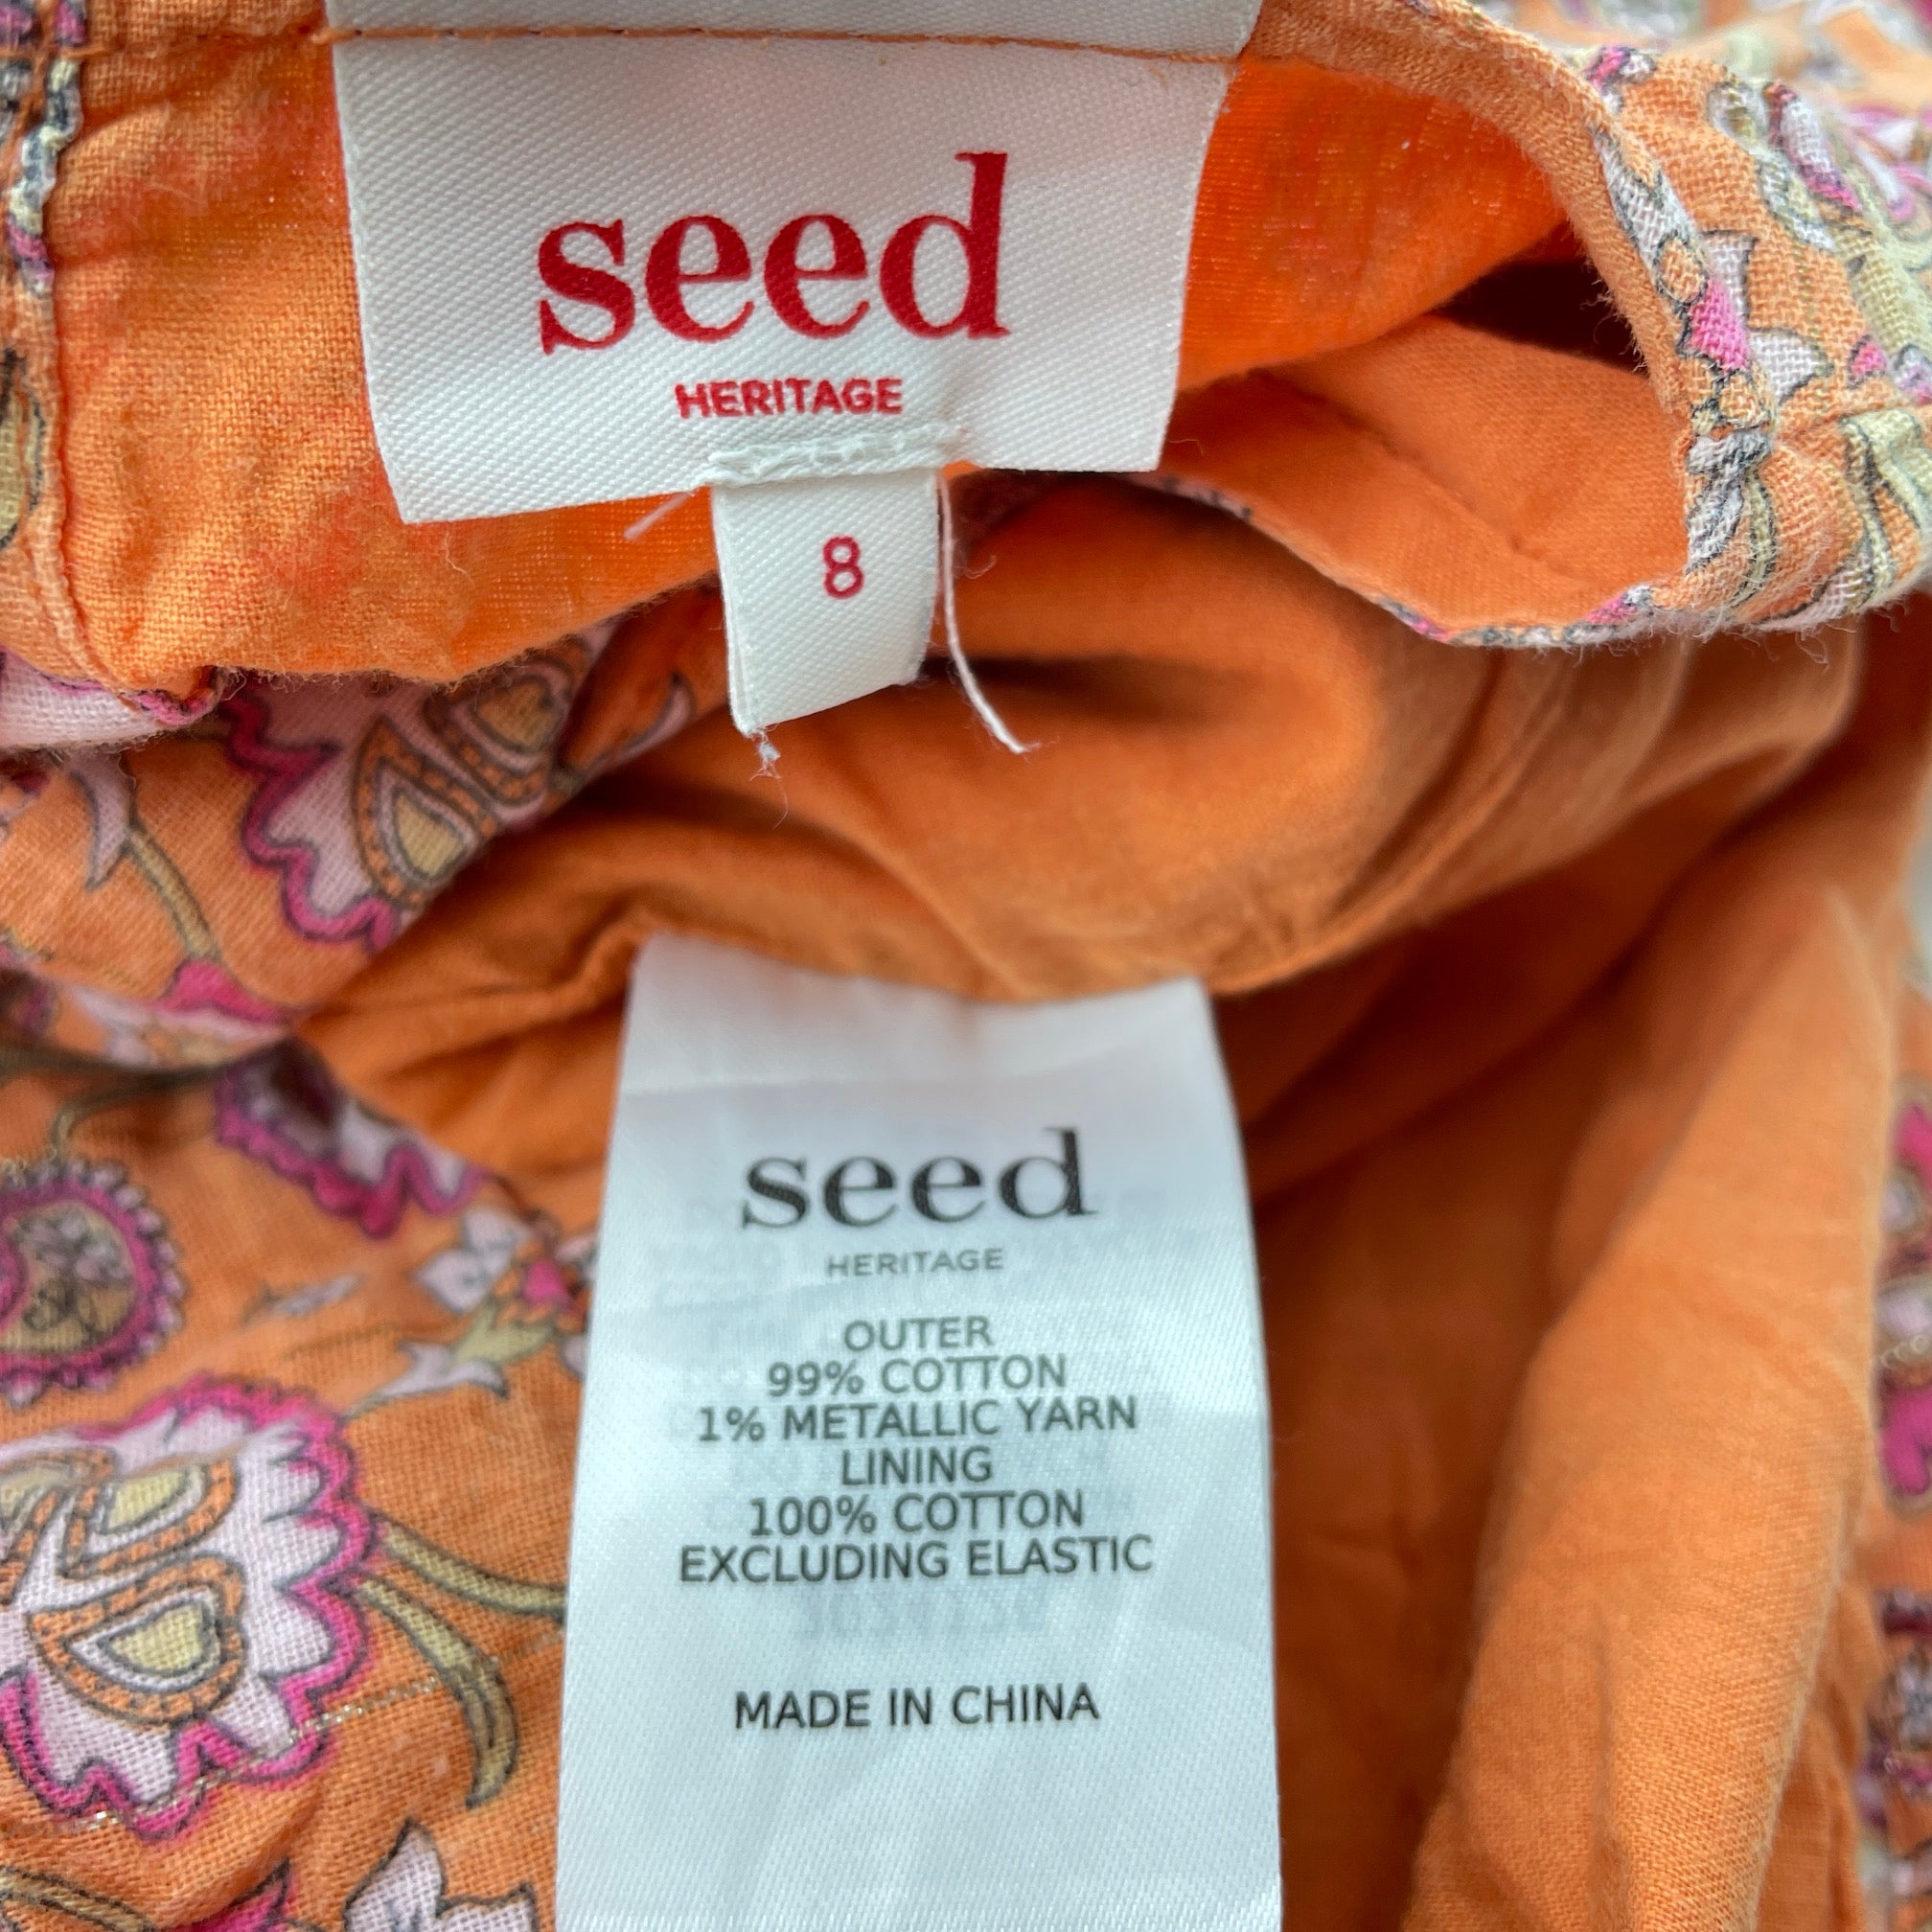 seed
HERITAGE
8
seed
HERITAGE
OUTER
99% COTTON
1% METALLIC YARN
LINING
100% COTTON
EXCLUDING ELASTIC
MADE IN CHINA